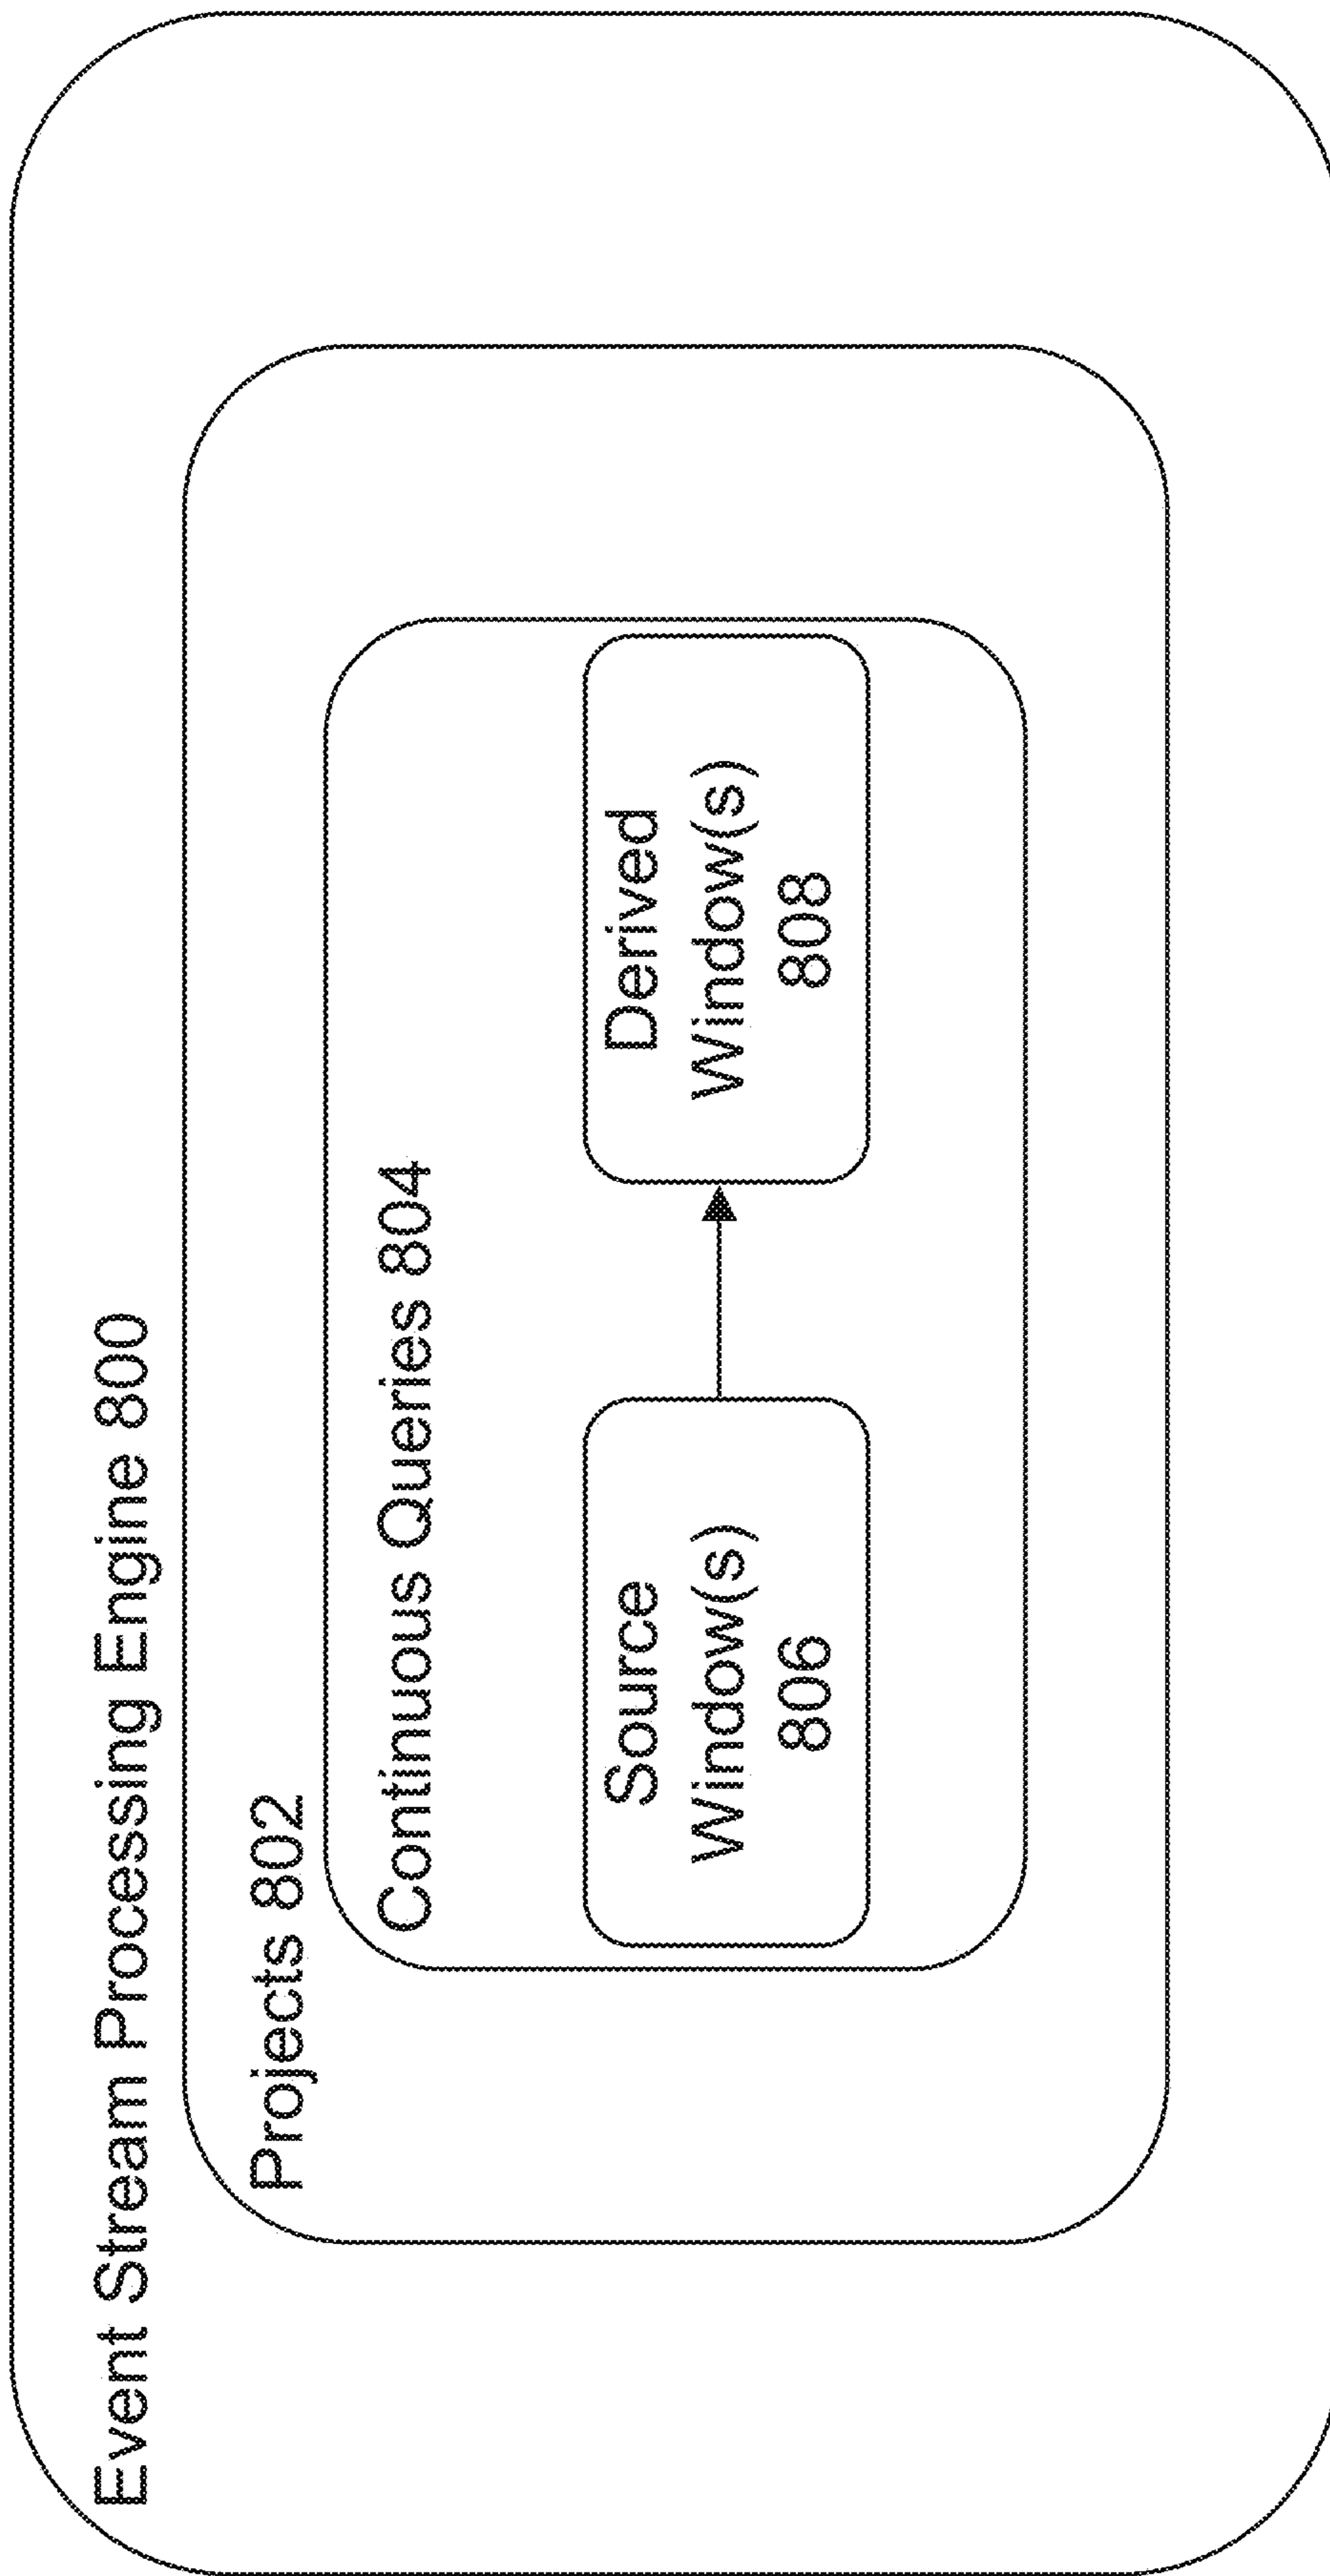 Event Stream Processing Engine 800
Projects 802
Continuous Queries 804
Source
Window(s)
806
Derived
Window(s)
808